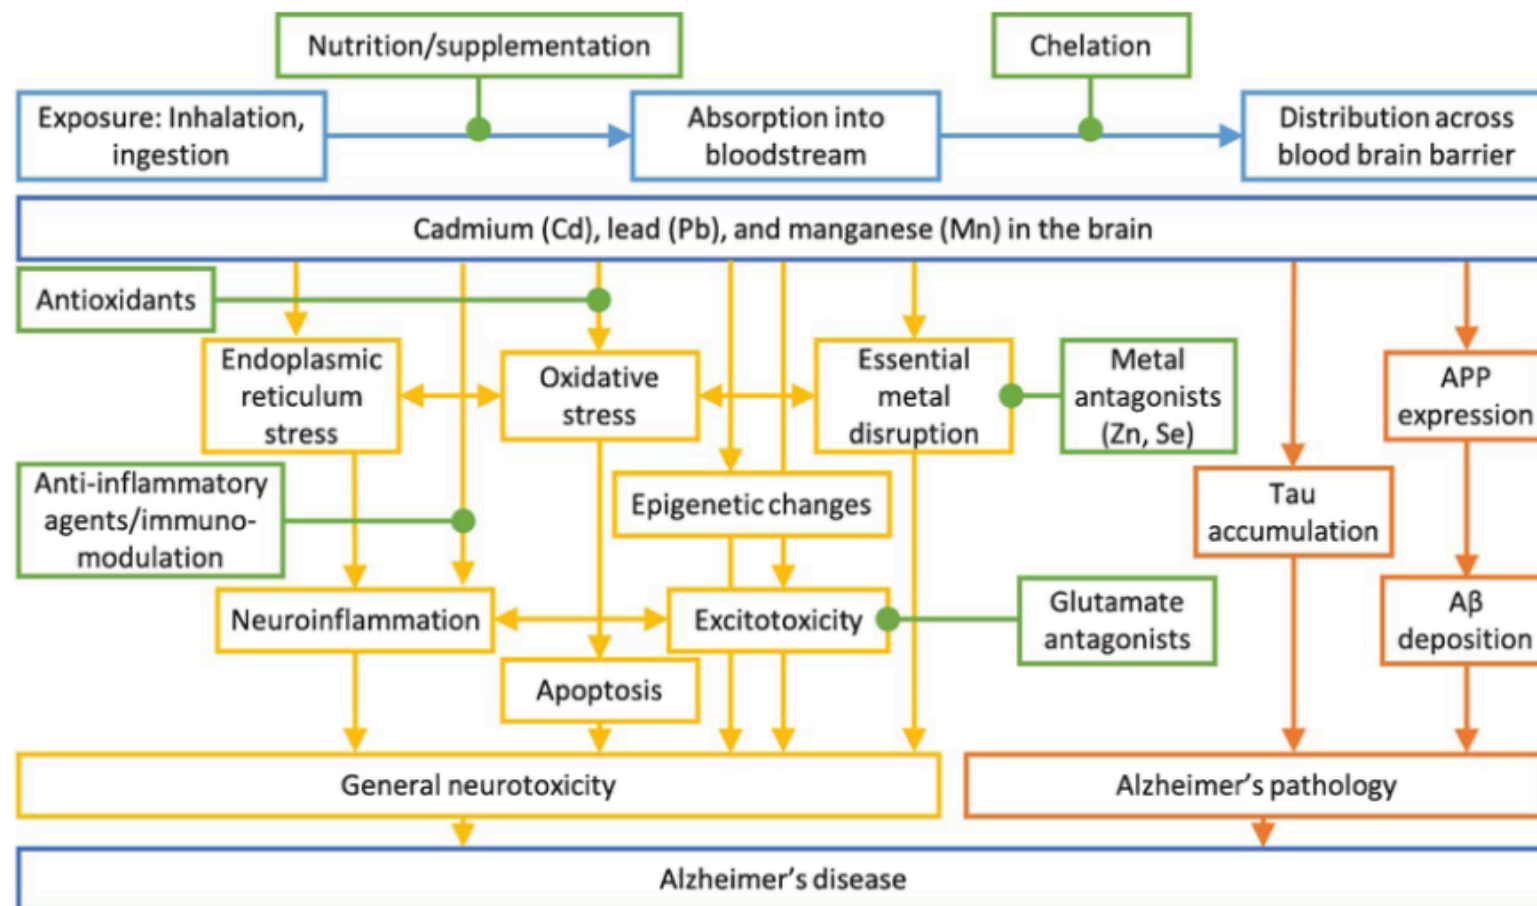 Nutrition/supplementation
Chelation
Exposure: Inhalation,
ingestion
Absorption into
bloodstream
Distribution across
blood brain barrier
Cadmium (Cd), lead (Pb), and manganese (Mn) in the brain
Antioxidants
Endoplasmic
reticulum
stress
Oxidative
stress
Essential
metal
disruption
Metal
antagonists
(Zn, Se)
APP
expression
Anti-inflammatory
agents/immuno-
modulation
Epigenetic changes
Tau
accumulation
Neuroinflammation
Excitotoxicity
Glutamate
antagonists
Aβ
deposition
Apoptosis
General neurotoxicity
Alzheimer’s pathology
Alzheimer’s disease